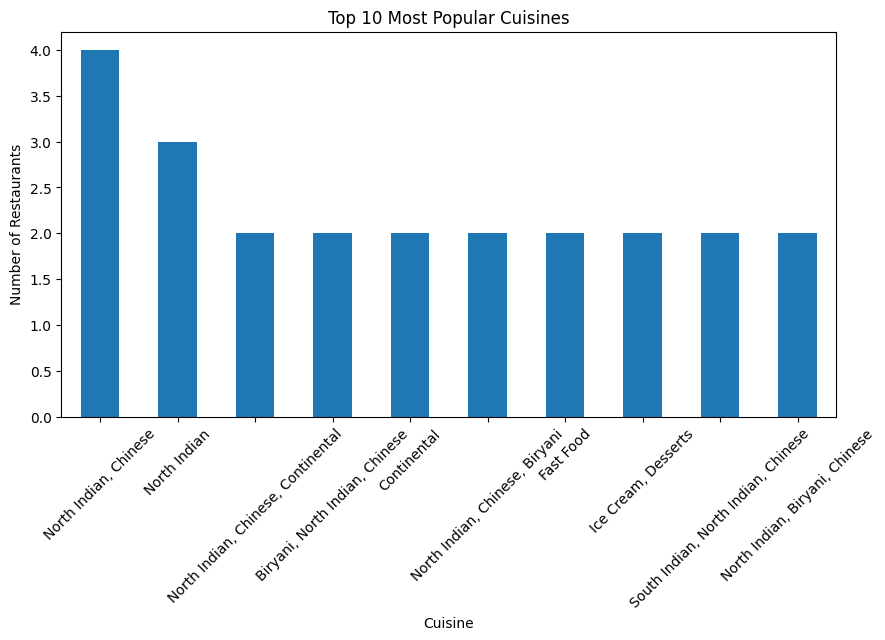 Top 10 Most Popular Cuisines
Number of Restaurants
4.0
3.5
3.0
2.5
2.0
1.5
1.0
0.5
0.0
North Indian, Chinese
North Indian
North Indian, Chinese, Continental
Biryani, North Indian, Chinese
Continental
North Indian, Chinese, Biryani
Fast Food
Ice Cream, Desserts
South Indian, North Indian, Chinese
North Indian, Biryani, Chinese
Cuisine